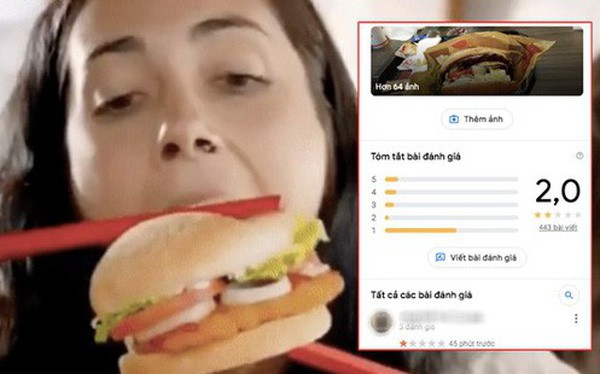 Hơn 64 ảnh
Thêm ảnh
Tóm tắt bài đánh giá
5
4
3
2
1
2,0
443 bài viết
Viết bài đánh giá
Tất cả các bài đánh giá
3 đánh giá
45 phút trước